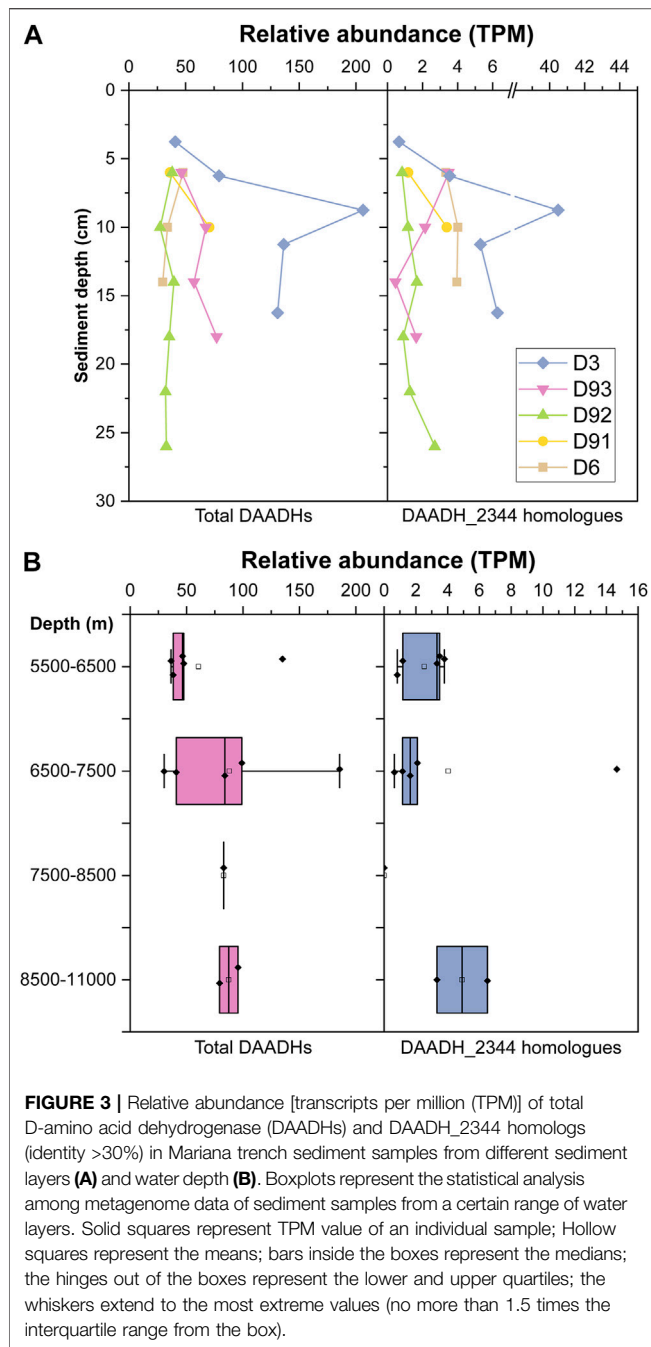 A
Relative abundance (TPM)
0 50 100 150 200 0 2 4 6 40 42 44
0
5
10
15
20
25
30
Sediment depth (cm)
D3
D93
D92
D91
D6
Total DAADHs DAADH_2344 homologues
B
Relative abundance (TPM)
0 50 100 150 200 0 2 4 6 8 10 12 14 16
Depth (m)
5500-6500
6500-7500
7500-8500
8500-11000
Total DAADHs DAADH_2344 homologues
FIGURE 3 | Relative abundance [transcripts per million (TPM)] of total
D-amino acid dehydrogenase (DAADHs) and DAADH_2344 homologs
(identity >30%) in Mariana trench sediment samples from different sediment
layers (A) and water depth (B). Boxplots represent the statistical analysis
among metagenome data of sediment samples from a certain range of water
layers. Solid squares represent TPM value of an individual sample; Hollow
squares represent the means; bars inside the boxes represent the medians;
the hinges out of the boxes represent the lower and upper quartiles; the
whiskers extend to the most extreme values (no more than 1.5 times the
interquartile range from the box).